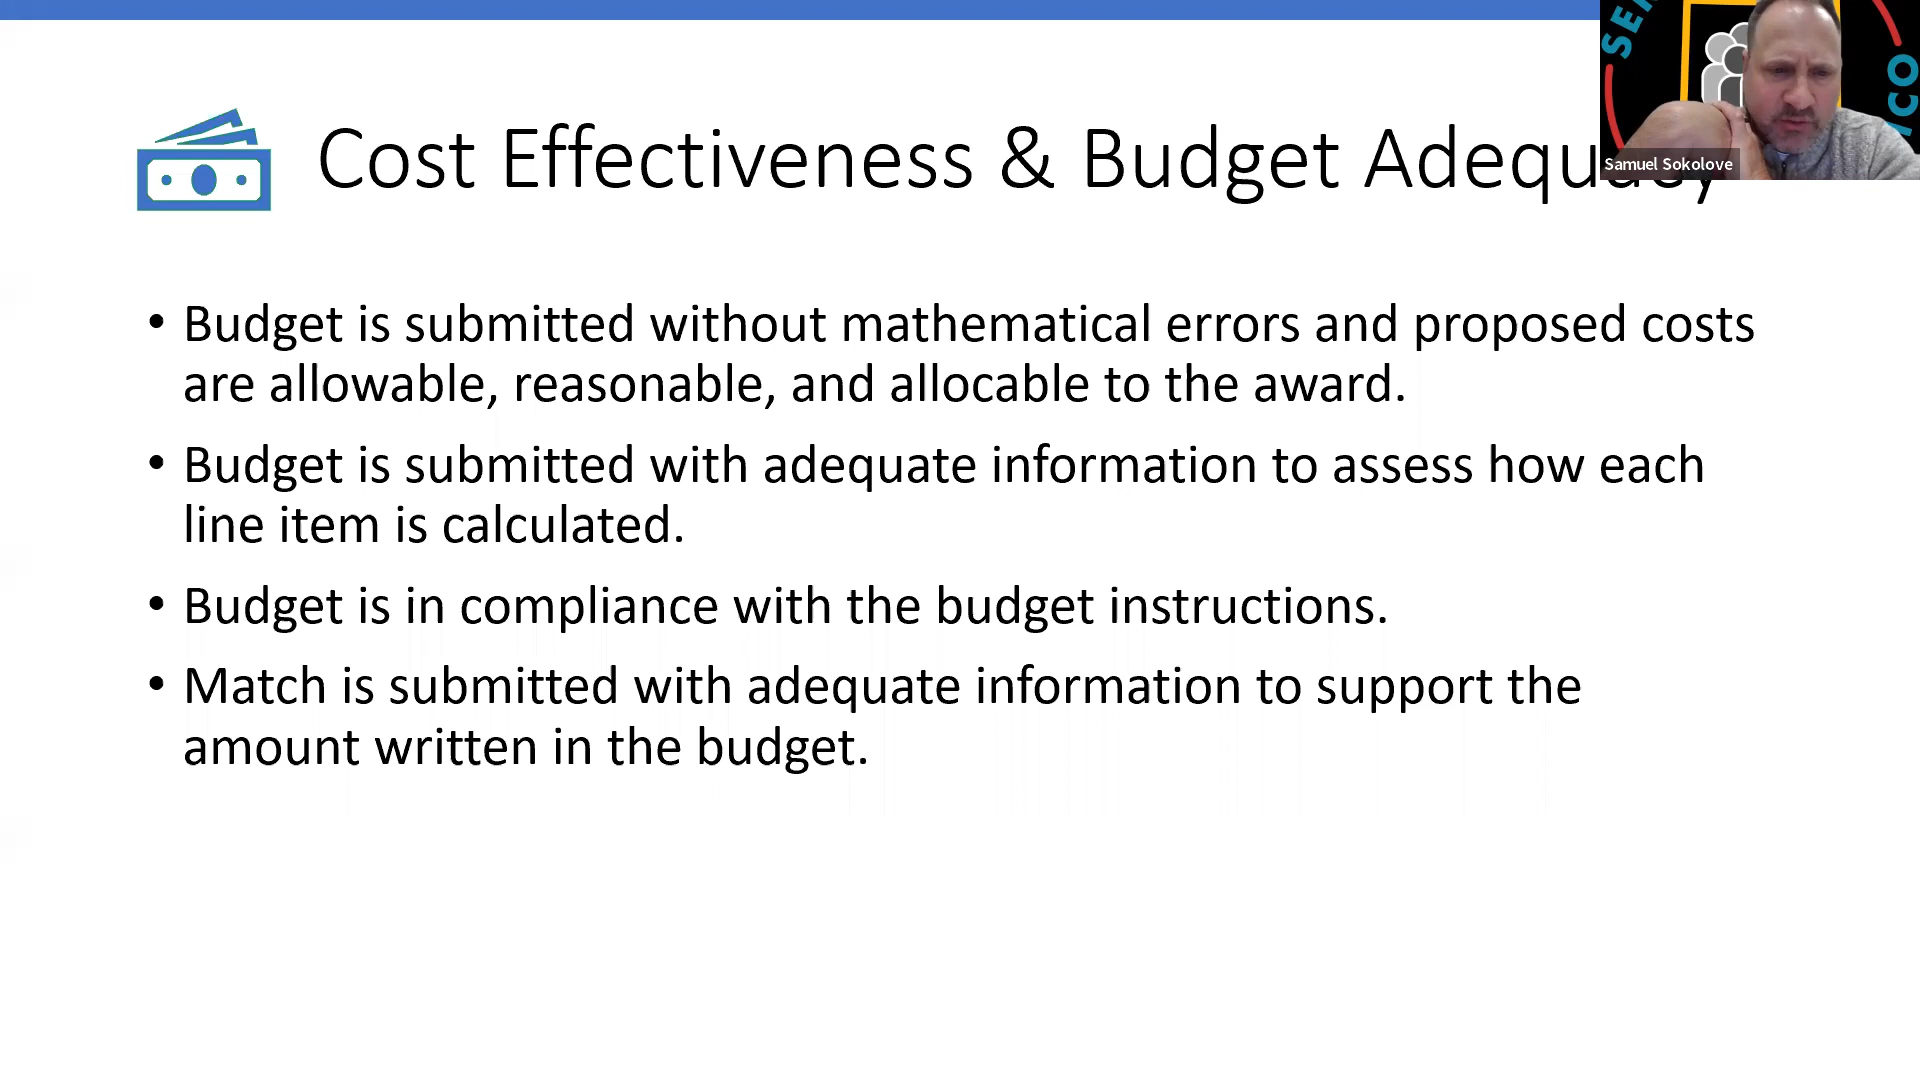 Cost Effectiveness & Budget
• Budget is submitted without mathematical errors and proposed costs
are allowable, reasonable, and allocable to the award.
• Budget is submitted with adequate information to assess how each
line item is calculated.
• Budget is in compliance with the budget instructions.
• Match is submitted with adequate information to support the
amount written in the budget.
Samuel Sokolove